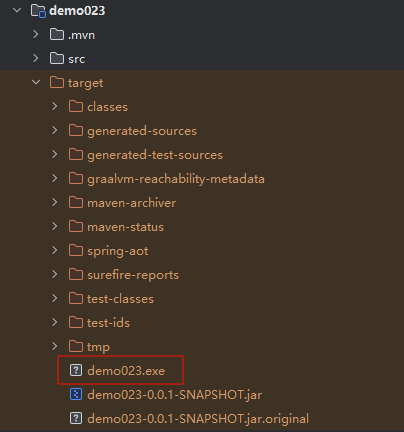 demo023
.mvn
src
target
classes
generated-sources
generated-test-sources
graalvm-reachability-metadata
maven-archiver
maven-status
spring-aot
surefire-reports
test-classes
test-ids
tmp
demo023.exe
demo023-0.0.1-SNAPSHOT.jar
demo023-0.0.1-SNAPSHOT.jar.original